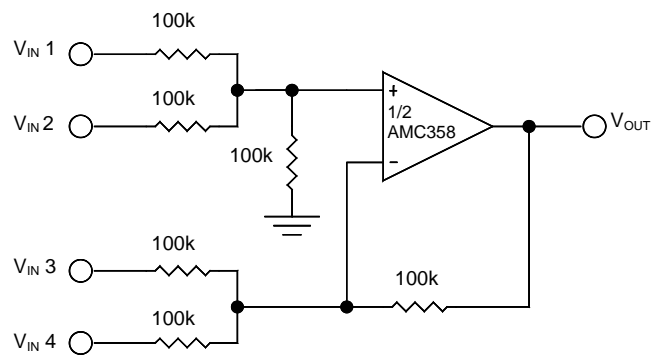 100k
V_IN 1
100k
V_IN 2
+
1/2
AMC358
−
V_OUT
100k
100k
V_IN 3
100k
100k
V_IN 4